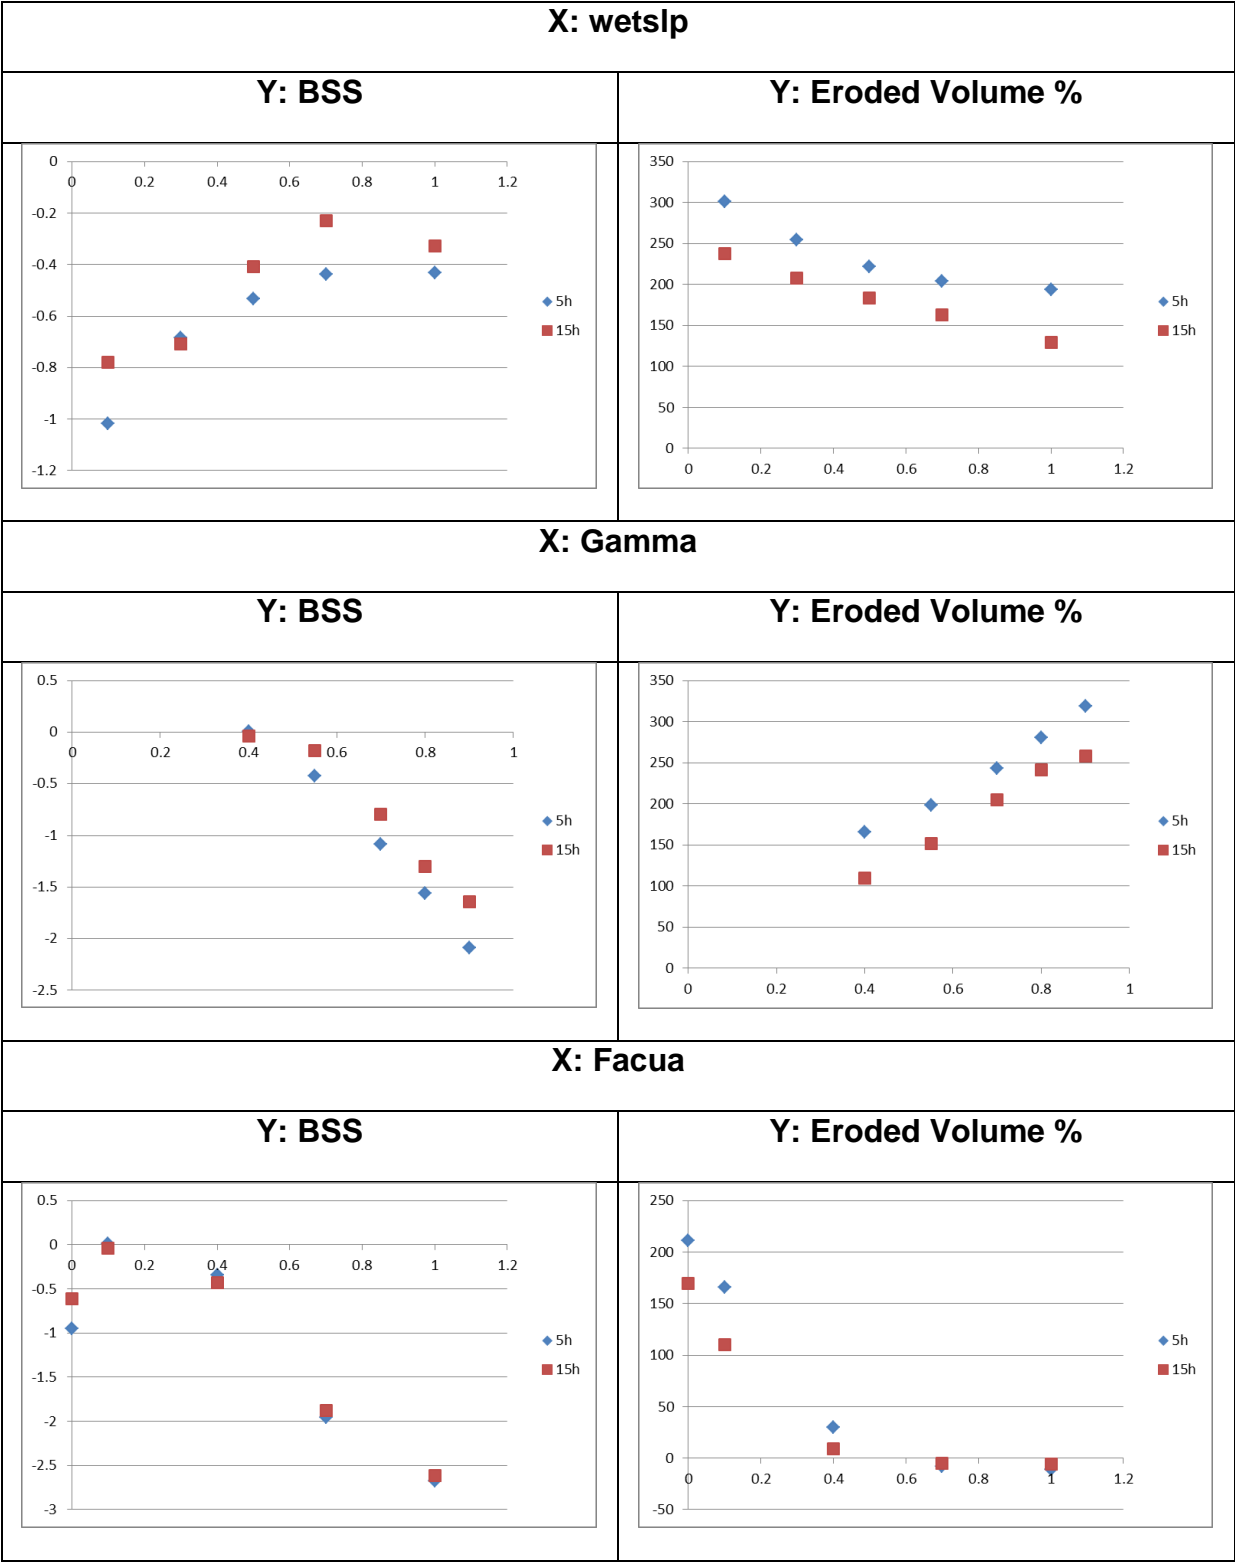 X: wetslp
Y: BSS
Y: Eroded Volume %
0
0 0.2 0.4 0.6 0.8 1 1.2
-0.2
-0.4
-0.6
-0.8
-1
-1.2
5h
15h
350
300
250
200
150
100
50
0
0 0.2 0.4 0.6 0.8 1 1.2
5h
15h
X: Gamma
Y: BSS
Y: Eroded Volume %
0.5
0
0 0.2 0.4 0.6 0.8 1
-0.5
-1
-1.5
-2
-2.5
5h
15h
350
300
250
200
150
100
50
0
0 0.2 0.4 0.6 0.8 1
5h
15h
X: Facua
Y: BSS
Y: Eroded Volume %
0.5
0
0 0.2 0.4 0.6 0.8 1 1.2
-0.5
-1
-1.5
-2
-2.5
-3
5h
15h
250
200
150
100
50
0
0 0.2 0.4 0.6 0.8 1 1.2
-50
5h
15h